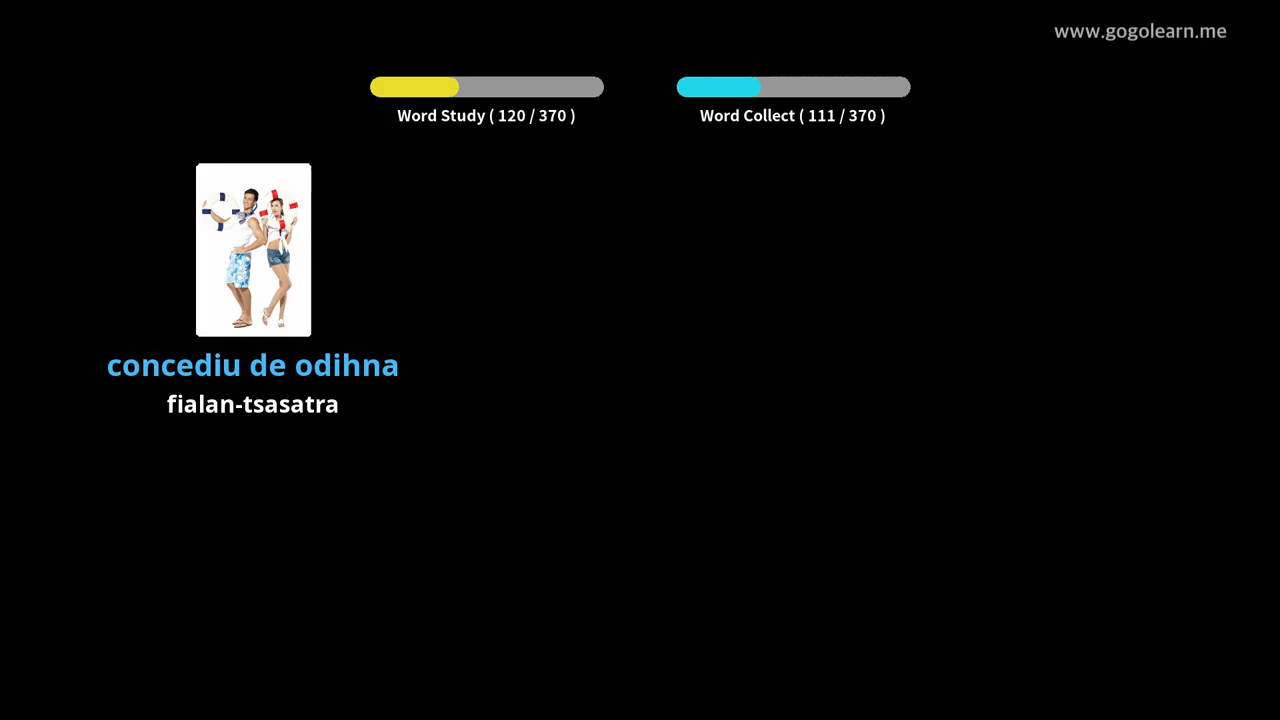 www.gogolearn.me
Word Study ( 120 / 370 )
Word Collect ( 111 / 370 )
concediu de odihna
fialan-tsasatra